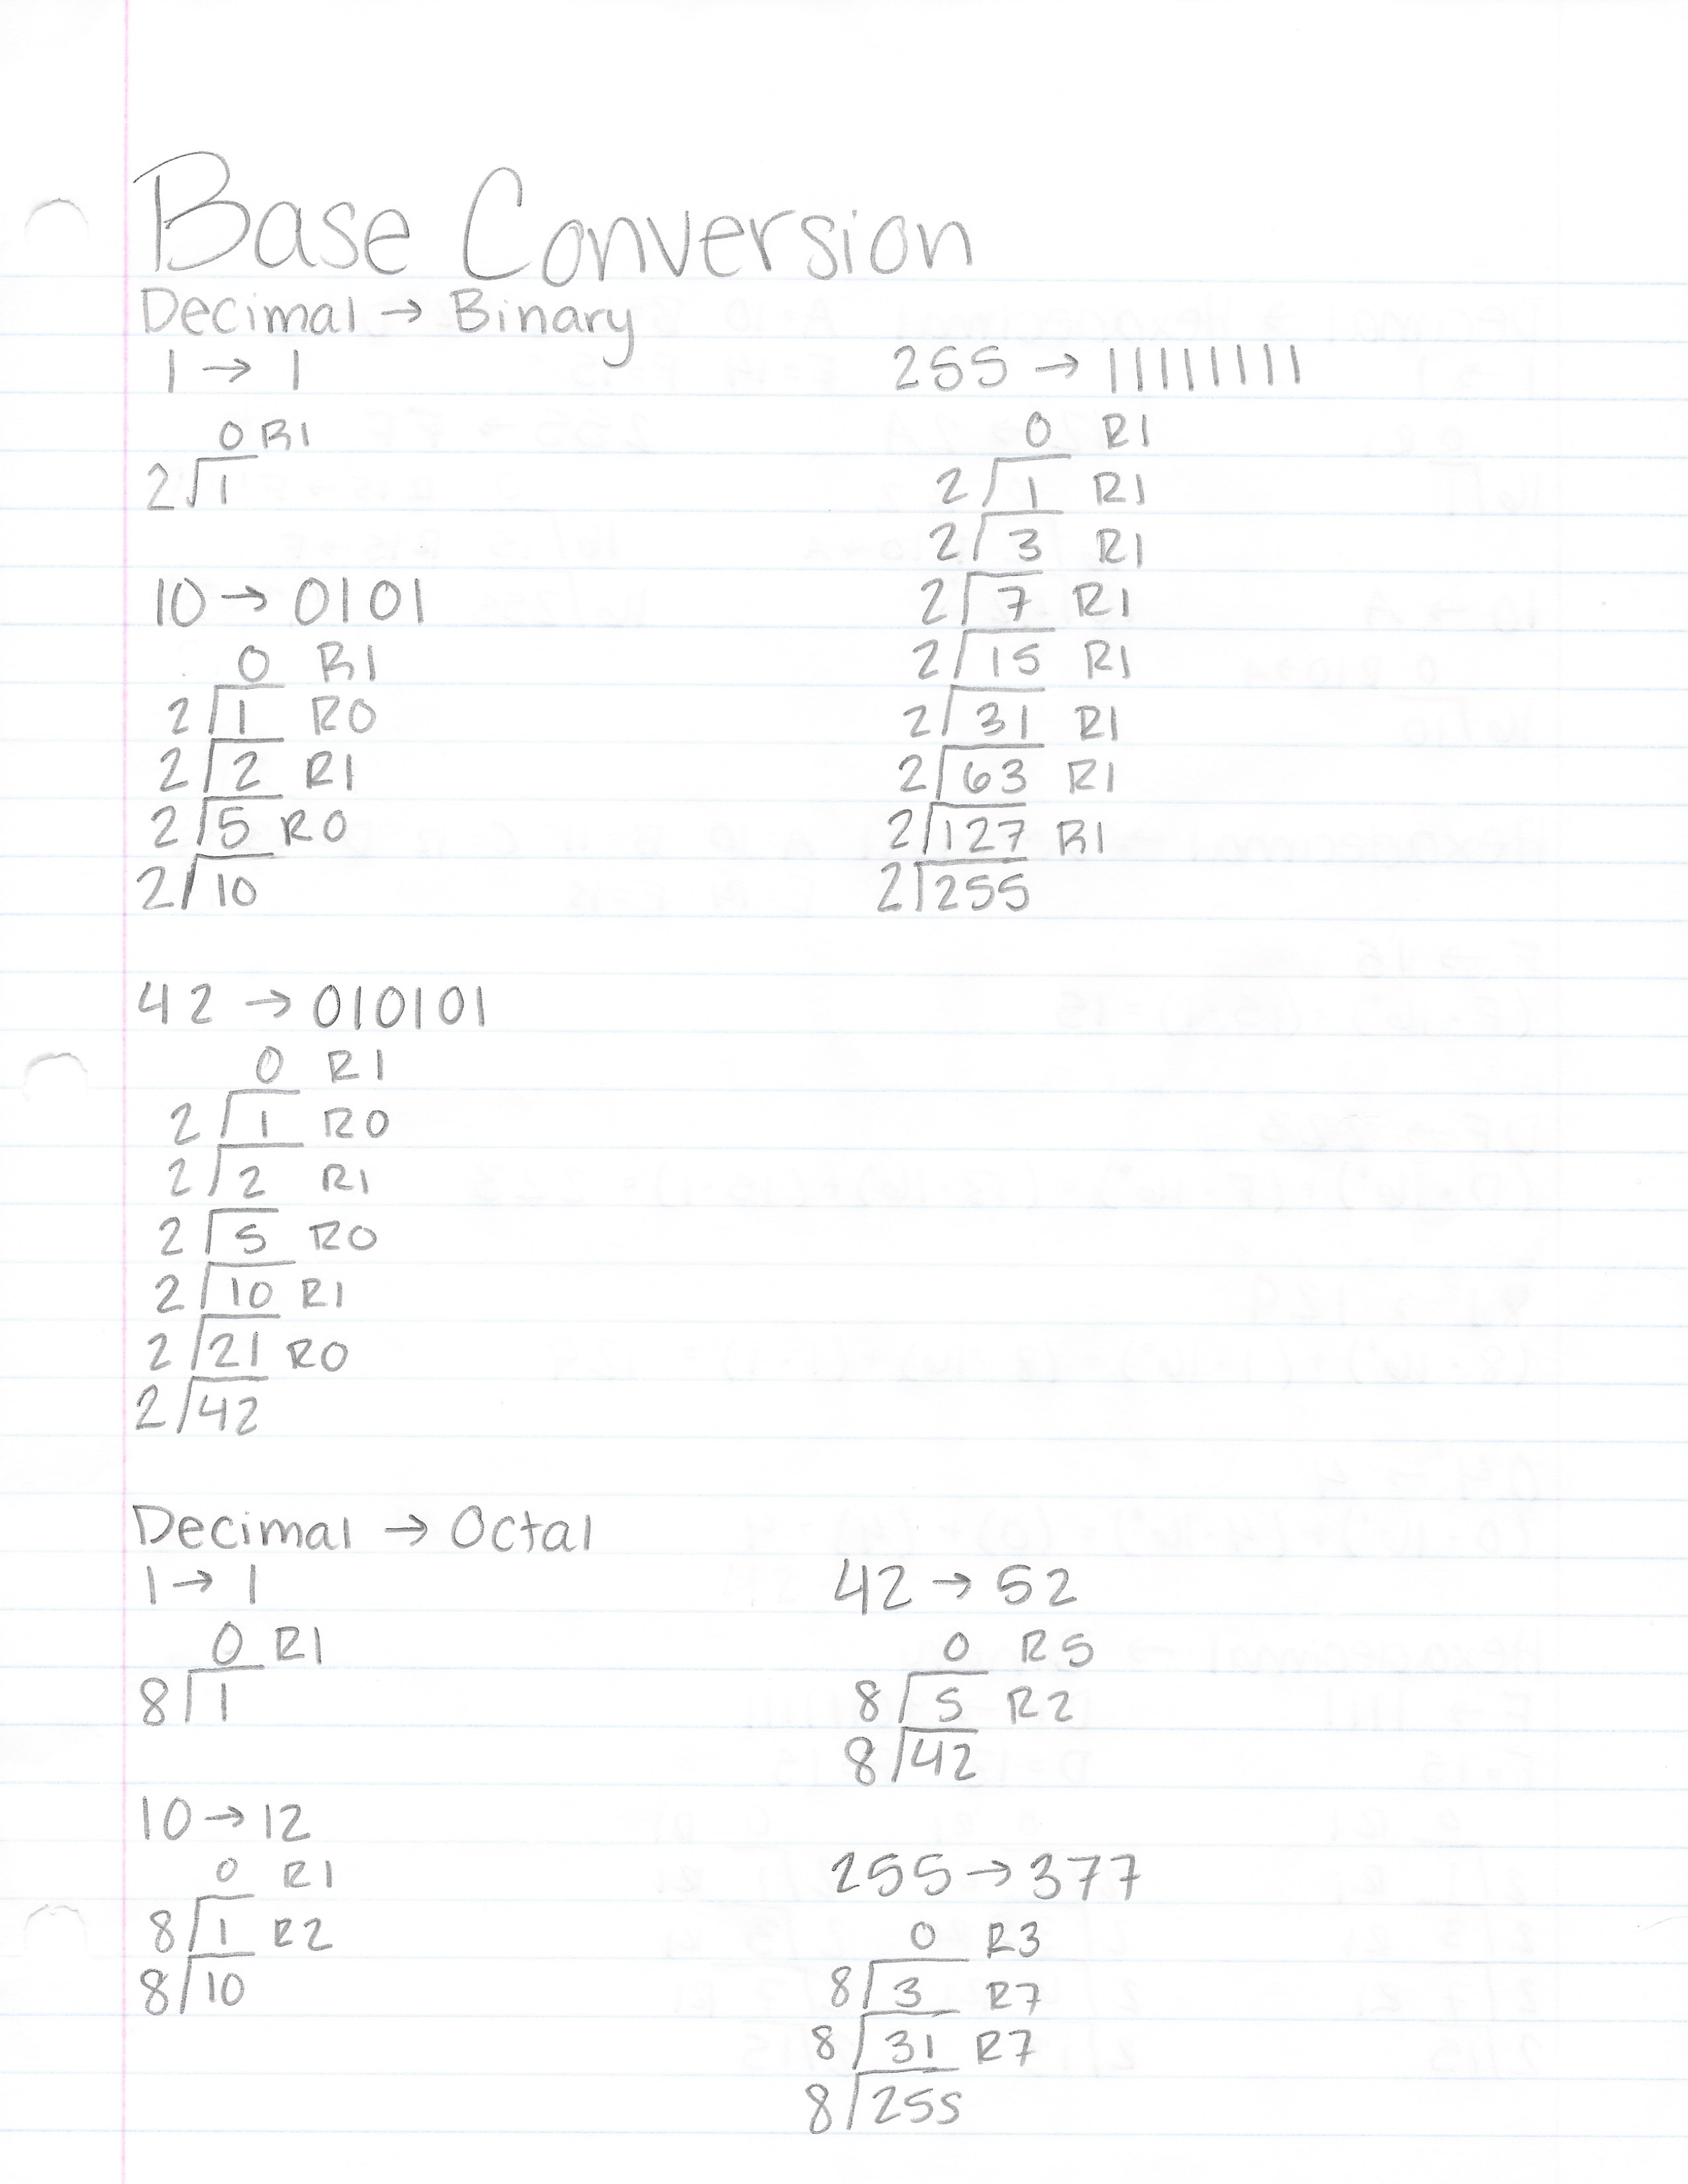 Base Conversion
Decimal → Binary
1 → 1
0 R1
2√1
10 → 0101
0 R1
2√1 R0
2√2 R1
2√5 R0
2√10
42 → 010101
0 R1
2√1 R0
2√2 R1
2√5 R0
2√10 R1
2√21 R0
2√42
255 → 11111111
0 R1
2√1 R1
2√3 R1
2√7 R1
2√15 R1
2√31 R1
2√63 R1
2√127 R1
2√255
Decimal → Octal
1 → 1
0 R1
8√1
10 → 12
0 R1
8√1 R2
8√10
42 → 52
0 R5
8√5 R2
8√42
255 → 377
0 R3
8√3 R7
8√31 R7
8√255